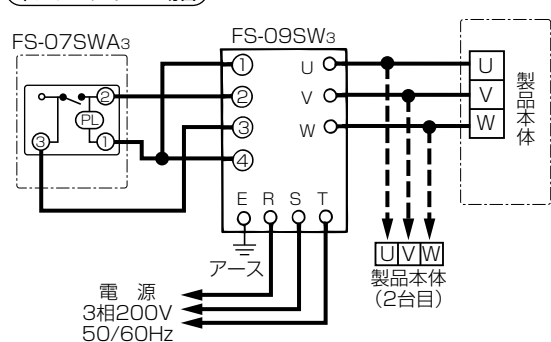 FS-07SWA3
FS-09SW3
② PL ③ ①
① ② ③ ④
U V W
E R S T
アース
電 源
3相200V
50/60Hz
U
V
W
製品本体
U V W
製品本体
(2台目)